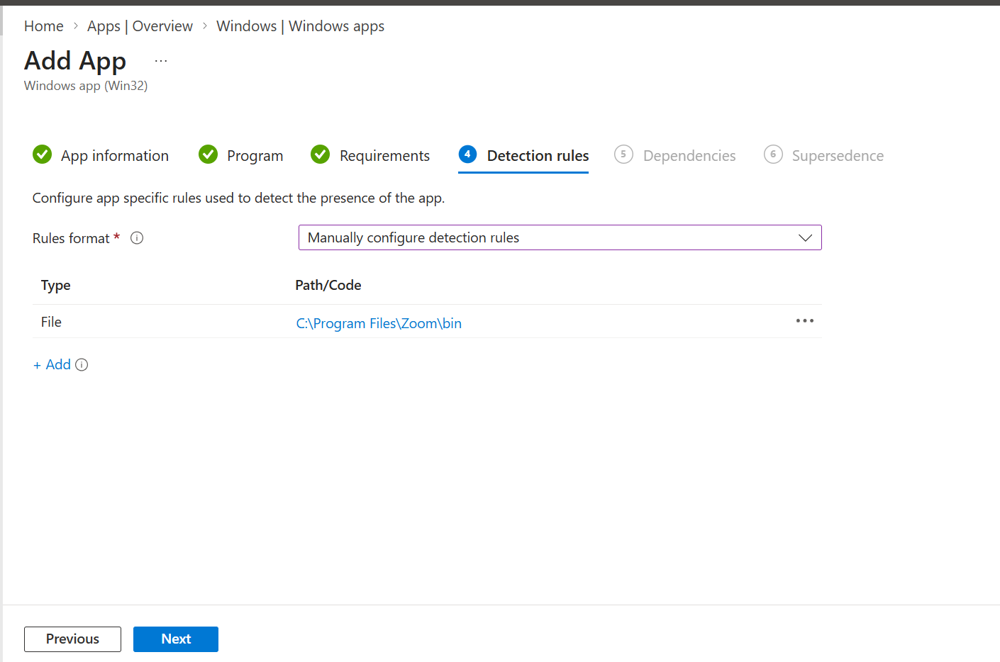 Home > Apps | Overview > Windows | Windows apps
Add App ...
Windows app (Win32)
App information Program Requirements 4 Detection rules 5 Dependencies 6 Supersedence
Configure app specific rules used to detect the presence of the app.
Rules format * Manually configure detection rules
Type Path/Code
File C:\Program Files\Zoom\bin
+ Add
Previous Next